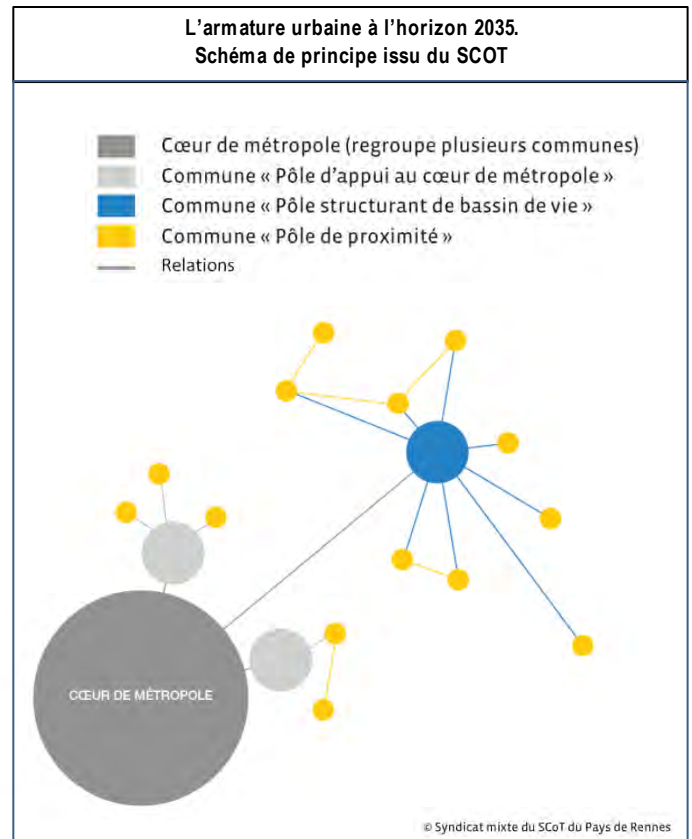 L'armature urbaine à l'horizon 2035.
Schéma de principe issu du SCOT
Cœur de métropole (regroupe plusieurs communes)
Commune « Pôle d'appui au cœur de métropole »
Commune « Pôle structurant de bassin de vie »
Commune « Pôle de proximité »
Relations
CŒUR DE MÉTROPOLE
© Syndicat mixte du SCoT du Pays de Rennes